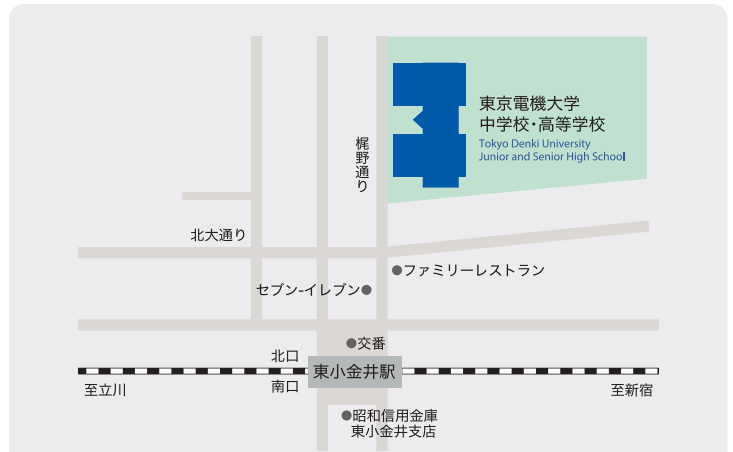 東京電機大学
中学校・高等学校
Tokyo Denki University
Junior and Senior High School
梶野通り
北大通り
ファミリーレストラン
セブン-イレブン
交番
北口
東小金井駅
南口
至立川
至新宿
昭和信用金庫
東小金井支店